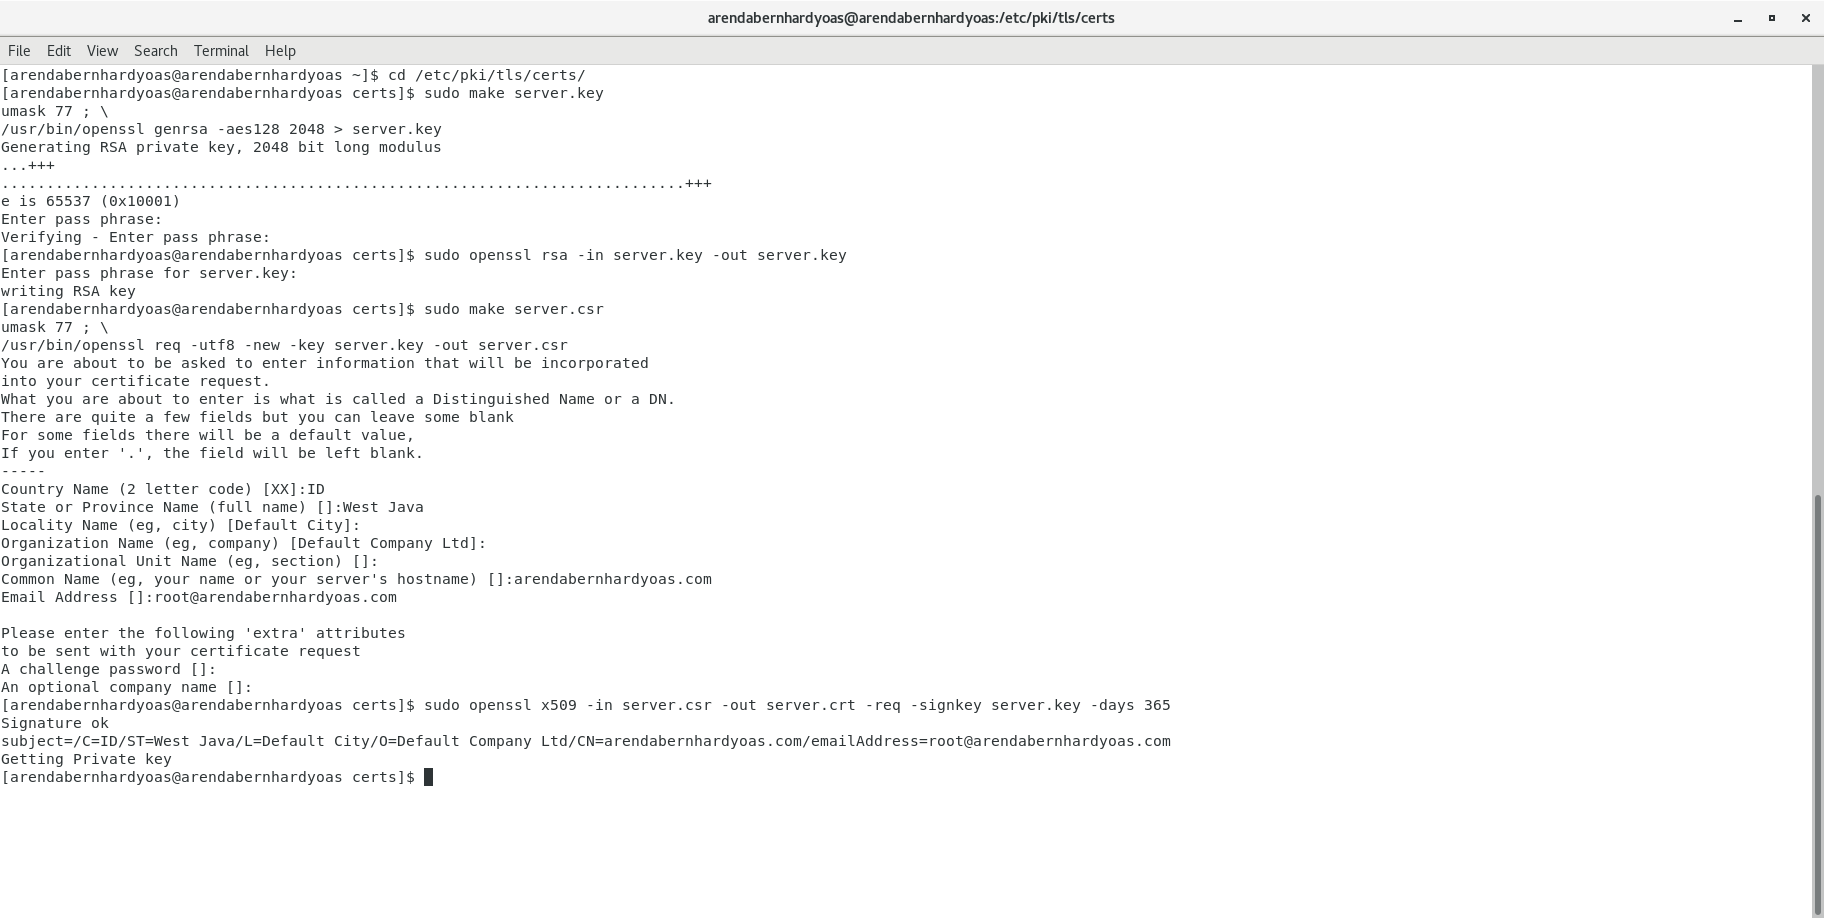 arendabernhardyoas@arendabernhardyoas:/etc/pki/tls/certs
File Edit View Search Terminal Help
[arendabernhardyoas@arendabernhardyoas ~]$ cd /etc/pki/tls/certs/
[arendabernhardyoas@arendabernhardyoas certs]$ sudo make server.key
umask 77 ; \
/usr/bin/openssl genrsa -aes128 2048 > server.key
Generating RSA private key, 2048 bit long modulus
...+++
............................................................................+++
e is 65537 (0x10001)
Enter pass phrase:
Verifying - Enter pass phrase:
[arendabernhardyoas@arendabernhardyoas certs]$ sudo openssl rsa -in server.key -out server.key
Enter pass phrase for server.key:
writing RSA key
[arendabernhardyoas@arendabernhardyoas certs]$ sudo make server.csr
umask 77 ; \
/usr/bin/openssl req -utf8 -new -key server.key -out server.csr
You are about to be asked to enter information that will be incorporated
into your certificate request.
What you are about to enter is what is called a Distinguished Name or a DN.
There are quite a few fields but you can leave some blank
For some fields there will be a default value,
If you enter '.', the field will be left blank.
-----
Country Name (2 letter code) [XX]:ID
State or Province Name (full name) []:West Java
Locality Name (eg, city) [Default City]:
Organization Name (eg, company) [Default Company Ltd]:
Organizational Unit Name (eg, section) []:
Common Name (eg, your name or your server's hostname) []:arendabernhardyoas.com
Email Address []:root@arendabernhardyoas.com

Please enter the following 'extra' attributes
to be sent with your certificate request
A challenge password []:
An optional company name []:
[arendabernhardyoas@arendabernhardyoas certs]$ sudo openssl x509 -in server.csr -out server.crt -req -signkey server.key -days 365
Signature ok
subject=/C=ID/ST=West Java/L=Default City/O=Default Company Ltd/CN=arendabernhardyoas.com/emailAddress=root@arendabernhardyoas.com
Getting Private key
[arendabernhardyoas@arendabernhardyoas certs]$